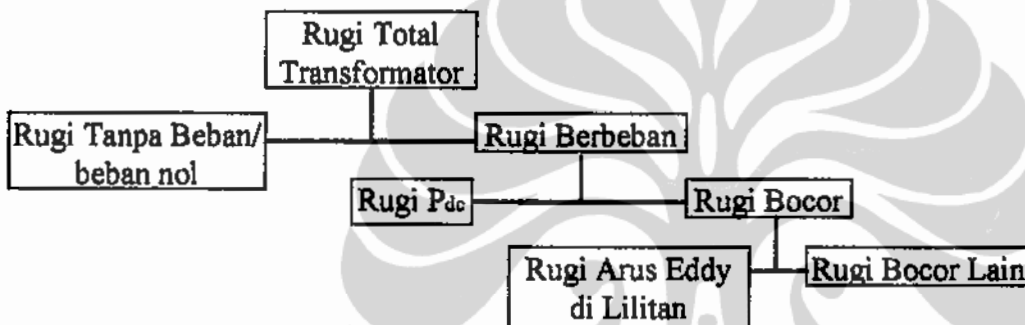 Rugi Total
Transformator
Rugi Tanpa Beban/
beban nol
Rugi Berbeban
Rugi Pdc
Rugi Bocor
Rugi Arus Eddy
di Lilitan
Rugi Bocor Lain